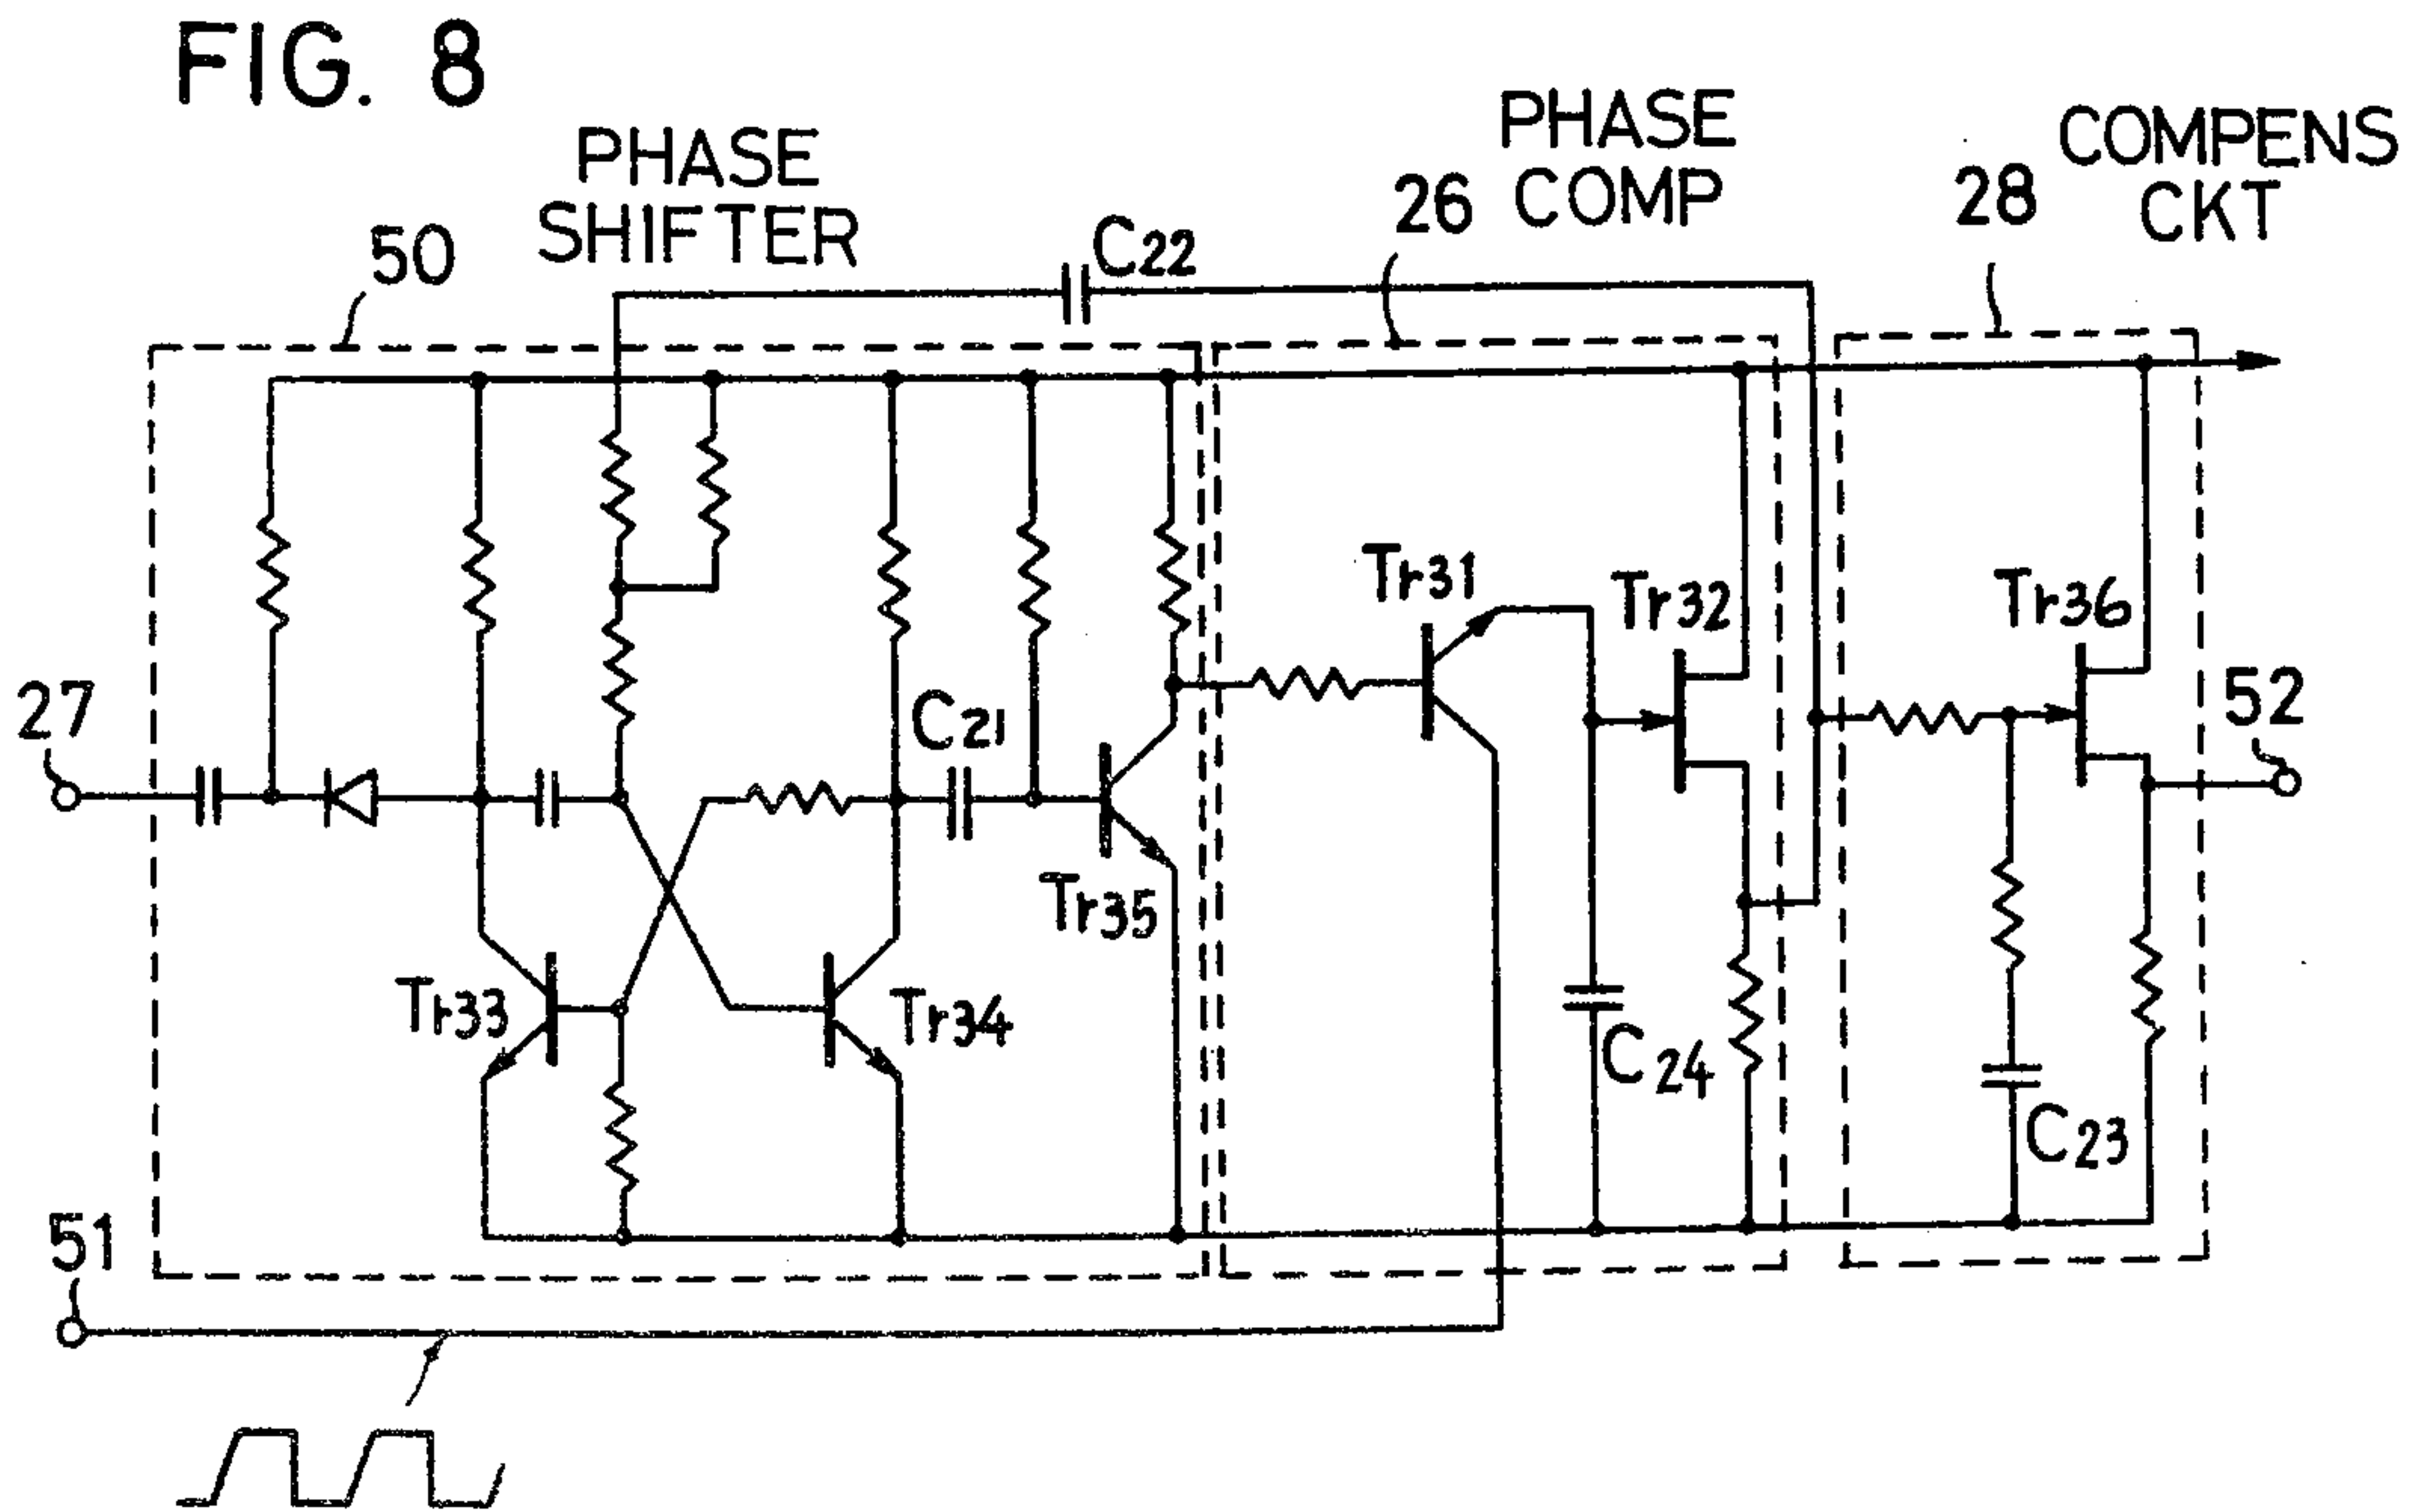 FIG. 8
PHASE
SHIFTER
50
C22
PHASE
COMP
26
COMPENS
CKT
28
27
C21
Tr31
Tr32
Tr36
52
Tr35
Tr33
Tr34
C24
C23
51